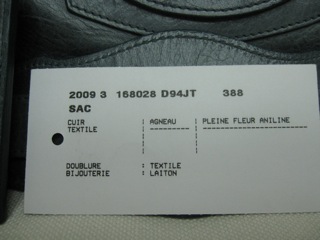 2009 3 168028 D94JT 388
SAC
CUIR : AGNEAU | PLEINE FLEUR ANILINE
TEXTILE : ---------- | --------------------
DOUBLURE : TEXTILE
BIJOUTERIE : LAITON